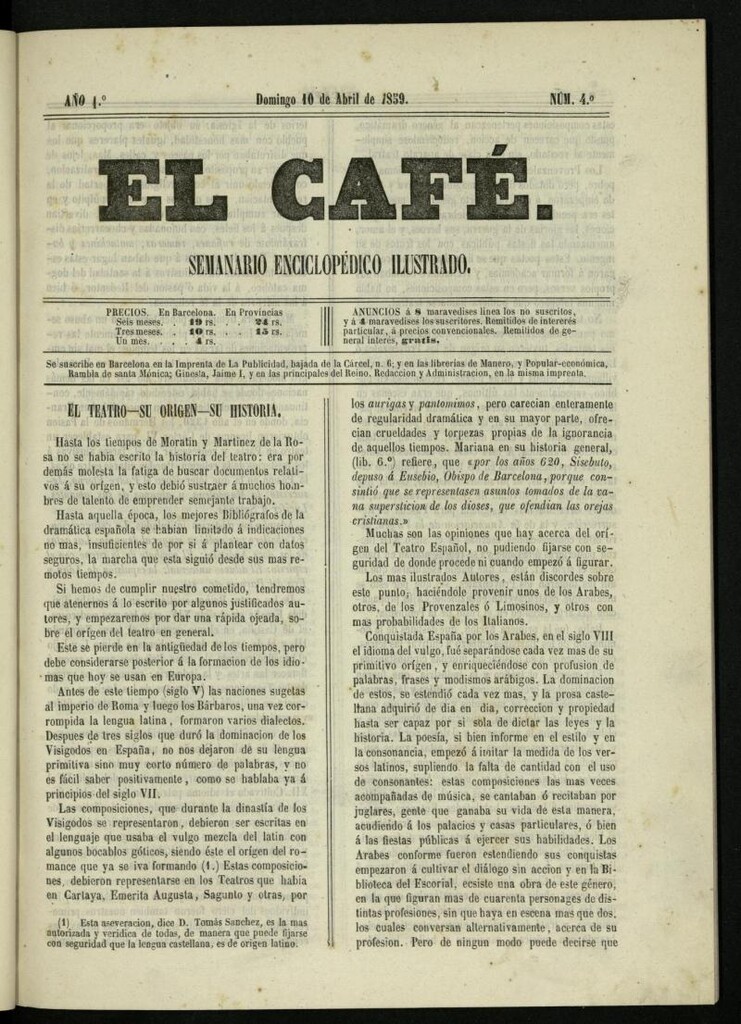 AÑO 1.º
Domingo 10 de Abril de 1859.
NÚM. 4.º
EL CAFÉ.
SEMANARIO ENCICLOPÉDICO ILUSTRADO.
PRECIOS. En Barcelona. En Provincias
Seis meses. . 19 rs. . . 24 rs.
Tres meses. . 10 rs. . . 15 rs.
Un mes. . . . 4 rs.
ANUNCIOS á 8 maravedises linea los no suscritos,
y á 4 maravedises los suscritores. Remitidos de intererés
particular, á precios convencionales. Remitidos de ge-
neral interés, gratis.
Se suscribe en Barcelona en la Imprenta de La Publicidad, bajada de la Cárcel, n. 6; y en las librerias de Manero, y Popular-económica,
Rambla de santa Mónica; Ginesta, Jaime I, y en las principales del Reino. Redaccion y Administracion, en la misma imprenta.
EL TEATRO—SU ORIGEN—SU HISTORIA.
Hasta los tiempos de Moratin y Martinez de la Ro-
sa no se habia escrito la historia del teatro: era por
demás molesta la fatiga de buscar documentos relati-
vos á su origen, y esto debió sustraer á muchos hom-
bres de talento de emprender semejante trabajo.
Hasta aquella época, los mejores Bibliógrafos de la
dramática española se habian limitado á indicaciones
no mas, insuficientes de por si á plantear con datos
seguros, la marcha que esta siguió desde sus mas re-
motos tiempos.
Si hemos de cumplir nuestro cometido, tendremos
que atenernos á lo escrito por algunos justificados au-
tores, y empezaremos por dar una rápida ojeada, so-
bre el orígen del teatro en general.
Este se pierde en la antigüedad de los tiempos, pero
debe considerarse posterior á la formacion de los idio-
mas que hoy se usan en Europa.
Antes de este tiempo (siglo V) las naciones sugetas
al imperio de Roma y luego los Bárbaros, una vez cor-
rompida la lengua latina, formaron varios dialectos.
Despues de tres siglos que duró la dominacion de los
Visigodos en España, no nos dejaron de su lengua
primitiva sino muy corto número de palabras, y no
es fácil saber positivamente, como se hablaba ya á
principios del siglo VII.
Las composiciones, que durante la dinastía de los
Visigodos se representaron, debieron ser escritas en
el lenguaje que usaba el vulgo mezcla del latin con
algunos bocablos góticos, siendo éste el orígen del ro-
mance que ya se iva formando (1.) Estas composicio-
nes, debieron representarse en los Teatros que habia
en Carteya, Emerita Augusta, Sagunto y otras, por
(1) Esta aseveracion, dice D. Tomás Sanchez, es la mas
autorizada y veridica de todas, de manera que puede fijarse
con seguridad que la lengua castellana, es de origen latino.
los aurigas y pantomimos, pero carecian enteramente
de regularidad dramática y en su mayor parte, ofre-
cian crueldades y torpezas propias de la ignorancia
de aquellos tiempos. Mariana en su historia general,
(lib. 6.º) refiere, que «por los años 620, Sisebuto,
depuso á Eusebio, Obispo de Barcelona, porque con-
sintió que se representasen asuntos tomados de la va-
na supersticion de los dioses, que ofendian las orejas
cristianas.»
Muchas son las opiniones que hay acerca del orí-
gen del Teatro Español, no pudiendo fijarse con se-
guridad de donde procede ni cuando empezó á figurar.
Los mas ilustrados Autores, están discordes sobre
este punto; haciéndole provenir unos de los Arabes,
otros, de los Provenzales ó Limosinos, y otros con
mas probabilidades de los Italianos.
Conquistada España por los Arabes, en el siglo VIII
el idioma del vulgo, fué separándose cada vez mas de su
primitivo orígen, y enriqueciéndose con profusion de
palabras, frases y modismos arábigos. La dominacion
de estos, se estendió cada vez mas, y la prosa caste-
llana adquirió de dia en dia, correccion y propiedad
hasta ser capaz por si sola de dictar las leyes y la
historia. La poesía, si bien informe en el estilo y en
la consonancia, empezó á imitar la medida de los ver-
sos latinos, supliendo la falta de cantidad con el uso
de consonantes: estas composiciones las mas veces
acompañadas de música, se cantaban ó recitaban por
juglares, gente que ganaba su vida de esta manera,
acudiendo á los palacios y casas particulares, ó bien
á las fiestas públicas á ejercer sus habilidades. Los
Arabes conforme fueron estendiendo sus conquistas
empezaron á cultivar el diálogo sin accion y en la Bi-
blioteca del Escorial, ecsiste una obra de este género,
en la que figuran mas de cuarenta personages de dis-
tintas profesiones, sin que haya en escena mas que dos,
los cuales conversan alternativamente, acerca de su
profesion. Pero de ningun modo puede decirse que